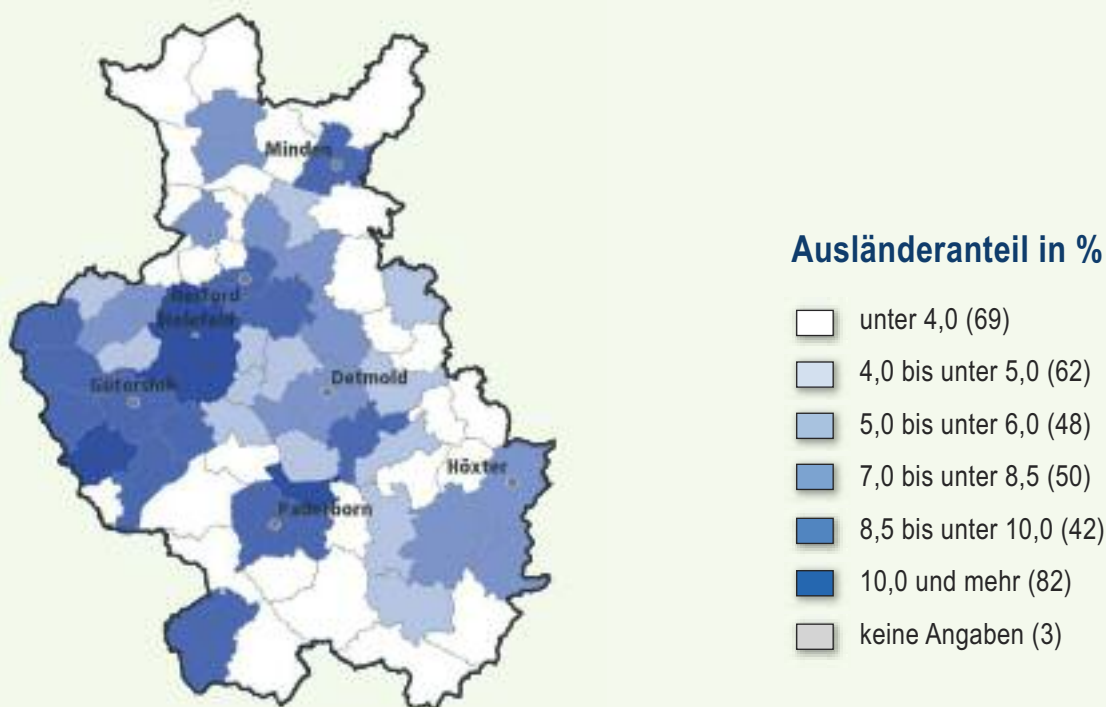 Minden
Herford
Bielefeld
Gütersloh
Detmold
Höxter
Paderborn
Ausländeranteil in %
unter 4,0 (69)
4,0 bis unter 5,0 (62)
5,0 bis unter 6,0 (48)
7,0 bis unter 8,5 (50)
8,5 bis unter 10,0 (42)
10,0 und mehr (82)
keine Angaben (3)